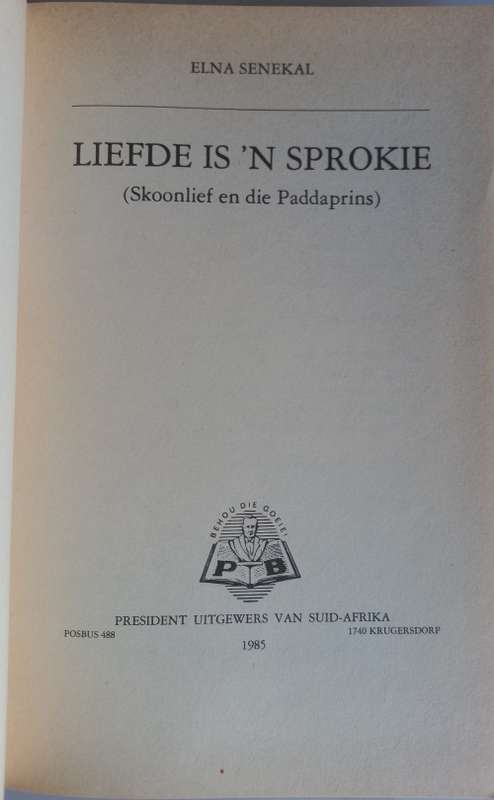 ELNA SENEKAL
LIEFDE IS 'N SPROKIE
(Skoonlief en die Paddaprins)
BEHOU DIE GOEIE!
P B
PRESIDENT UITGEWERS VAN SUID-AFRIKA
POSBUS 488 1740 KRUGERSDORP
1985